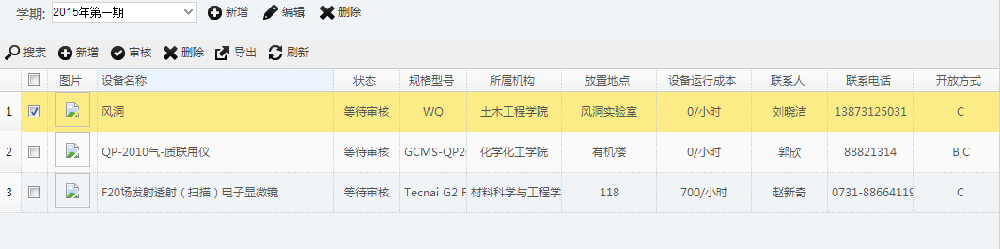 学期: 2015年第一期 新增 编辑 删除
搜索 新增 审核 删除 导出 刷新
图片 设备名称 状态 规格型号 所属机构 放置地点 设备运行成本 联系人 联系电话 开放方式
1 风洞 等待审核 WQ 土木工程学院 风洞实验室 0/小时 刘晓洁 13873125031 C
2 QP-2010气-质联用仪 等待审核 GCMS-QP2 化学化工学院 有机楼 0/小时 郭欣 88821314 B,C
3 F20场发射透射（扫描）电子显微镜 等待审核 Tecnai G2 F 材料科学与工程学 118 700/小时 赵新奇 0731-88664119 C